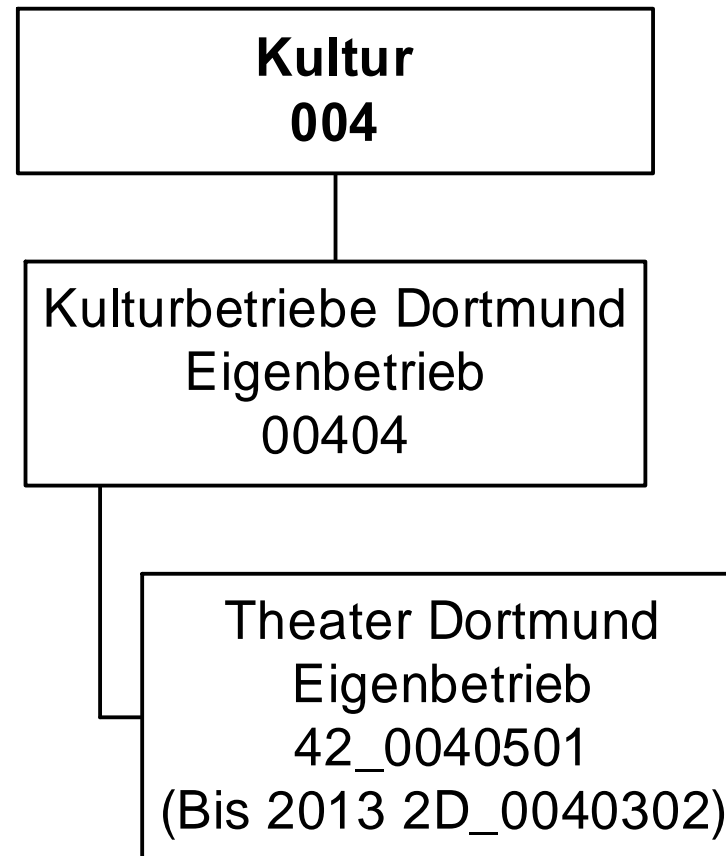 Kultur
004
Kulturbetriebe Dortmund
Eigenbetrieb
00404
Theater Dortmund
Eigenbetrieb
42_0040501
(Bis 2013 2D_0040302)